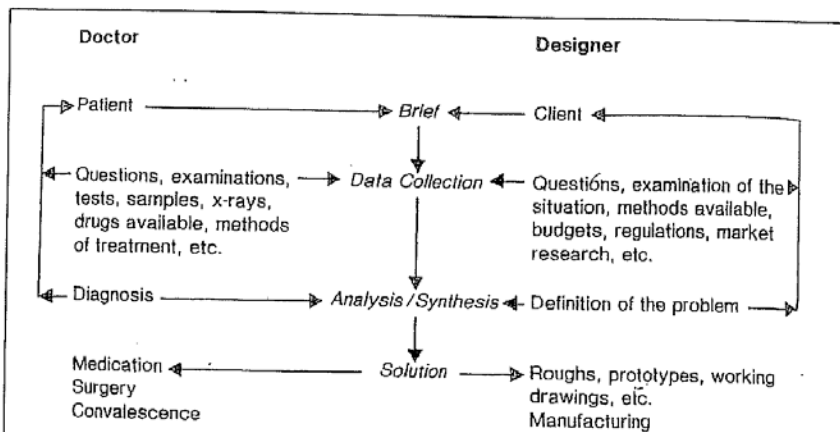 Doctor
Designer
Patient
Brief
Client
Questions, examinations,
tests, samples, x-rays,
drugs available, methods
of treatment, etc.
Data Collection
Questions, examination of the
situation, methods available,
budgets, regulations, market
research, etc.
Diagnosis
Analysis/Synthesis
Definition of the problem
Medication
Surgery
Convalescence
Solution
Roughs, prototypes, working
drawings, etc.
Manufacturing